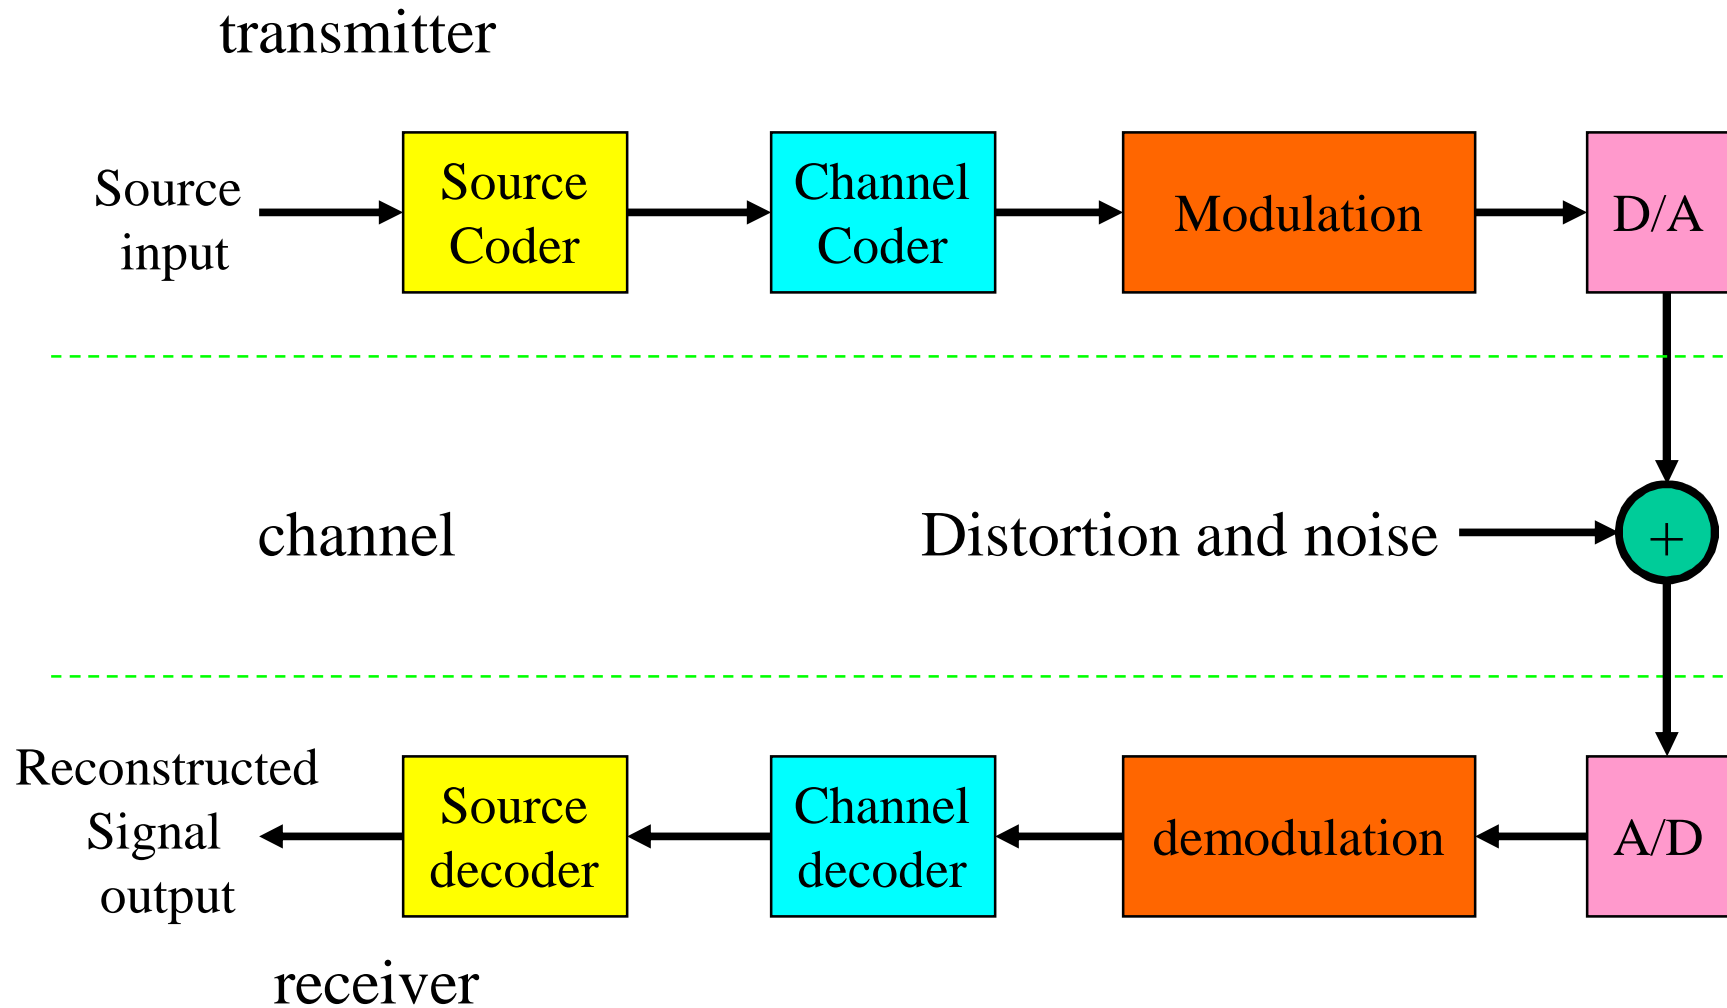 transmitter
Source
input
Source
Coder
Channel
Coder
Modulation
D/A
channel
Distortion and noise
+
Reconstructed
Signal
output
Source
decoder
Channel
decoder
demodulation
A/D
receiver